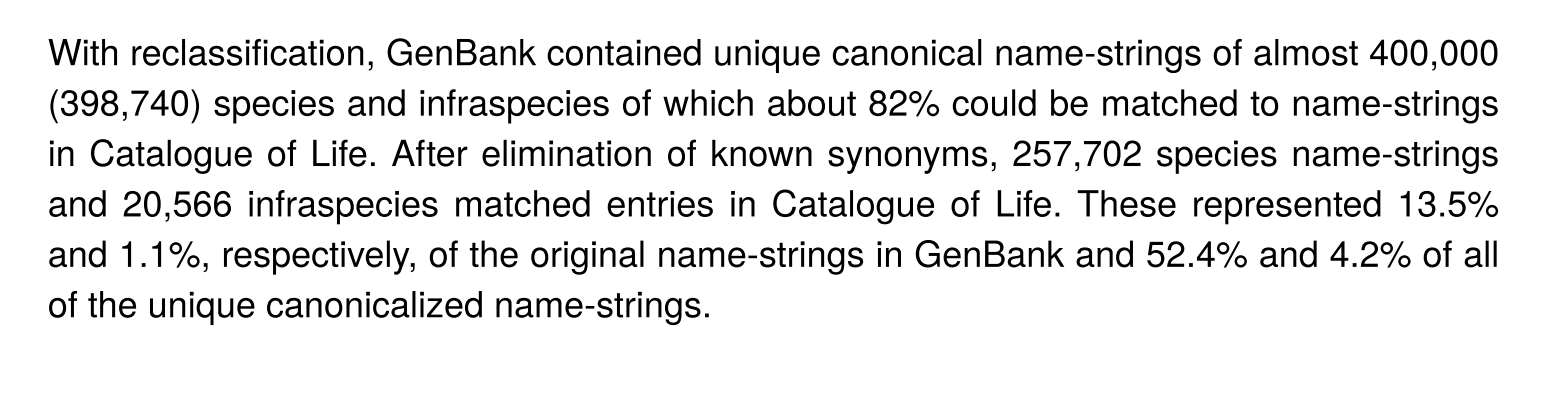 With reclassification, GenBank contained unique canonical name-strings of almost 400,000
(398,740) species and infraspecies of which about 82% could be matched to name-strings
in Catalogue of Life. After elimination of known synonyms, 257,702 species name-strings
and 20,566 infraspecies matched entries in Catalogue of Life. These represented 13.5%
and 1.1%, respectively, of the original name-strings in GenBank and 52.4% and 4.2% of all
of the unique canonicalized name-strings.